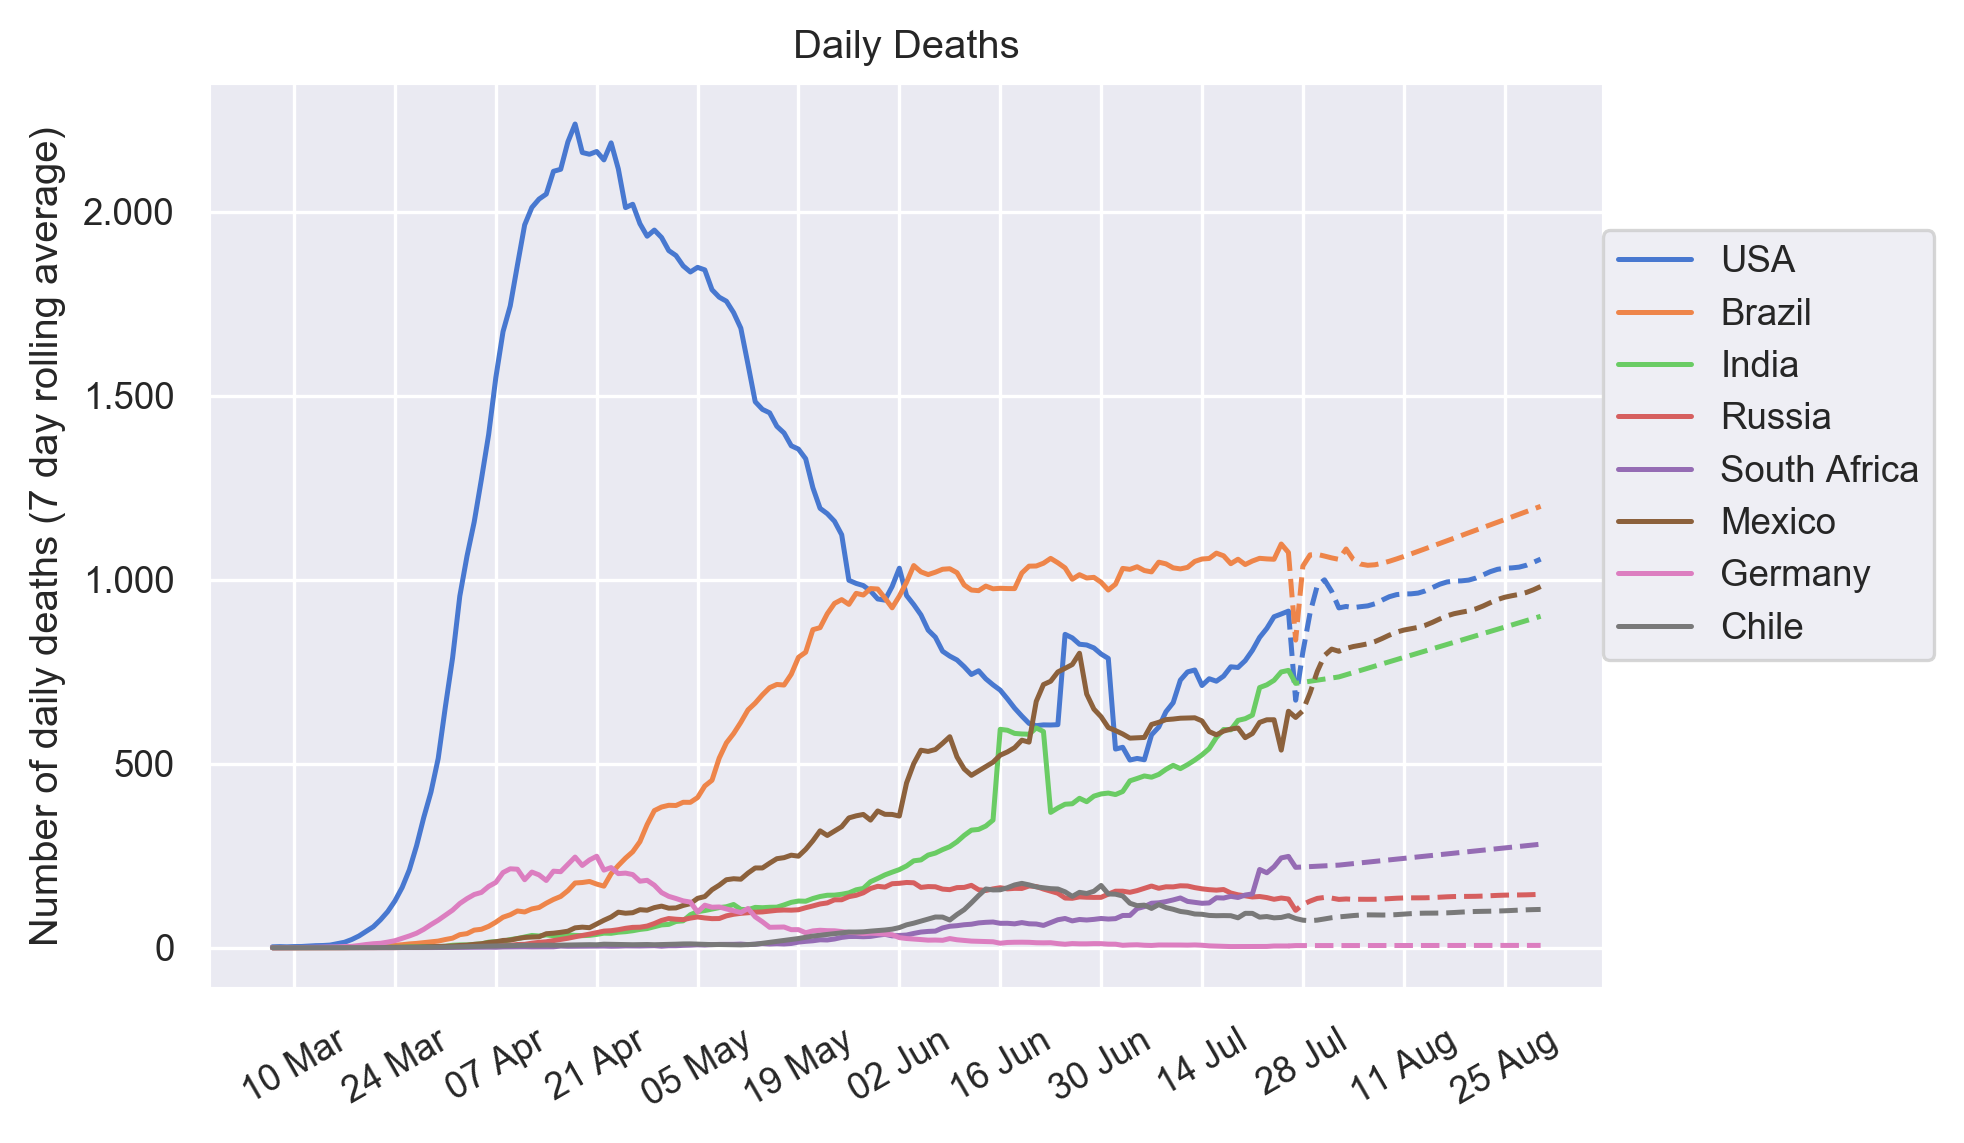 Daily Deaths
Number of daily deaths (7 day rolling average)
2.000
1.500
1.000
500
0
10 Mar
24 Mar
07 Apr
21 Apr
05 May
19 May
02 Jun
16 Jun
30 Jun
14 Jul
28 Jul
11 Aug
25 Aug
USA
Brazil
India
Russia
South Africa
Mexico
Germany
Chile